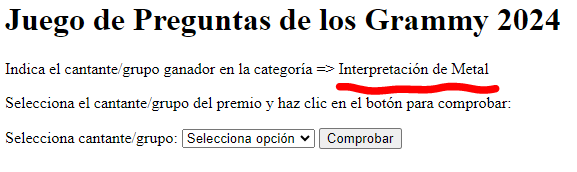 Juego de Preguntas de los Grammy 2024
Indica el cantante/grupo ganador en la categoría => Interpretación de Metal
Selecciona el cantante/grupo del premio y haz clic en el botón para comprobar:
Selecciona cantante/grupo: Selecciona opción Comprobar